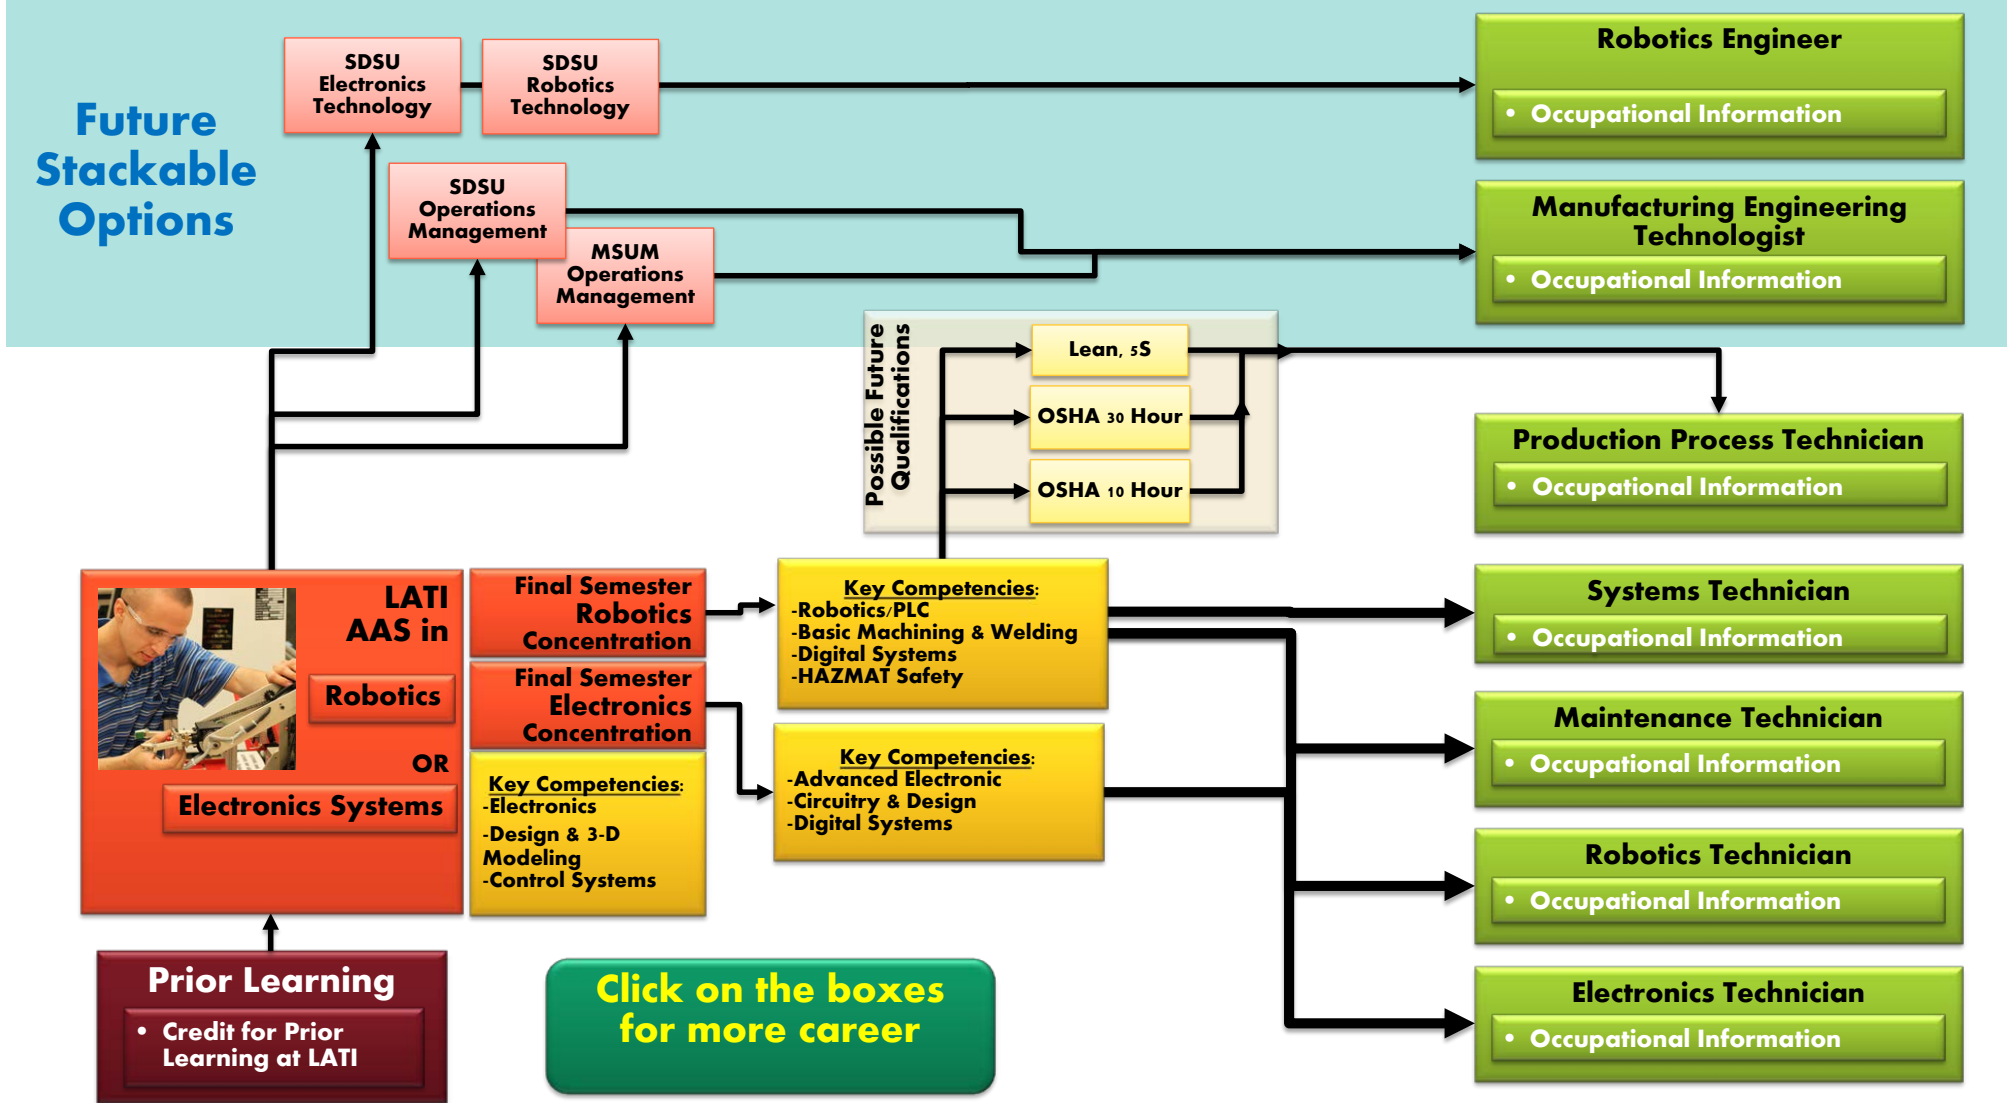 Future
Stackable
Options
SDSU
Electronics
Technology
SDSU
Robotics
Technology
SDSU
Operations
Management
MSUM
Operations
Management
Robotics Engineer
• Occupational Information
Manufacturing Engineering
Technologist
• Occupational Information
Possible Future
Qualifications
Lean, 5S
OSHA 30 Hour
OSHA 10 Hour
Production Process Technician
• Occupational Information
LATI
AAS in
Robotics
OR
Electronics Systems
Final Semester
Robotics
Concentration
Final Semester
Electronics
Concentration
Key Competencies:
-Electronics
-Design & 3-D
Modeling
-Control Systems
Key Competencies:
-Robotics/PLC
-Basic Machining & Welding
-Digital Systems
-HAZMAT Safety
Key Competencies:
-Advanced Electronic
-Circuitry & Design
-Digital Systems
Systems Technician
• Occupational Information
Maintenance Technician
• Occupational Information
Robotics Technician
• Occupational Information
Electronics Technician
• Occupational Information
Prior Learning
• Credit for Prior
Learning at LATI
Click on the boxes
for more career